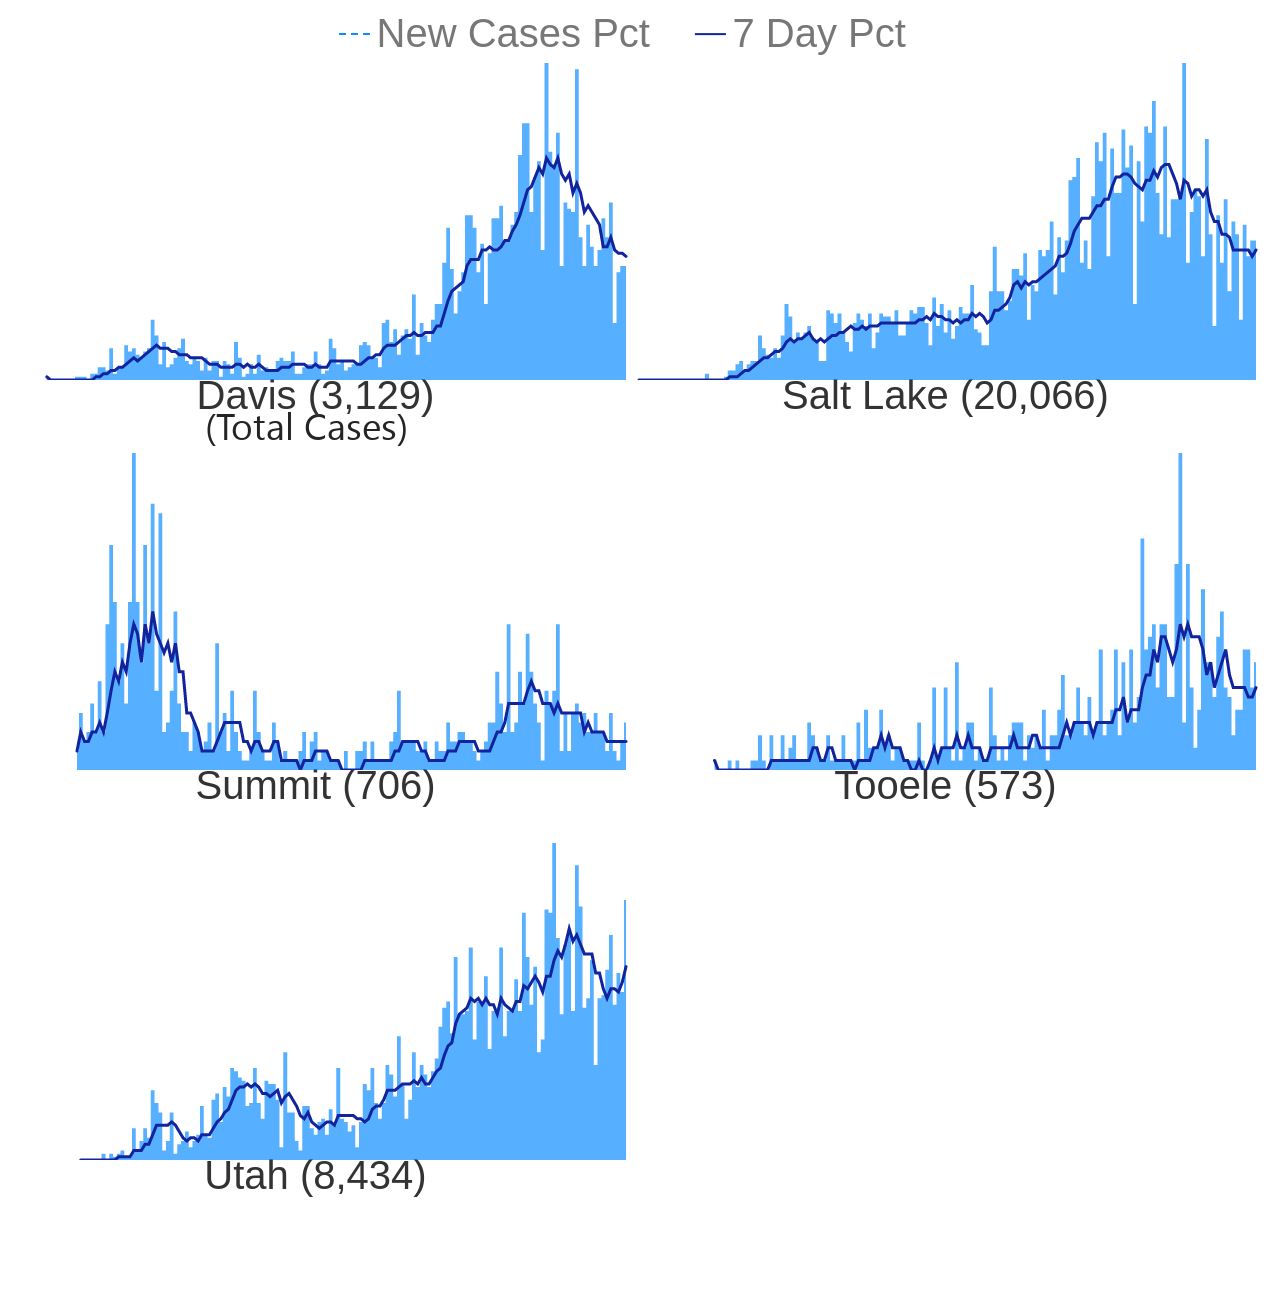 New Cases Pct 7 Day Pct
Davis (3,129) Salt Lake (20,066)
(Total Cases)
Summit (706) Tooele (573)
Utah (8,434)